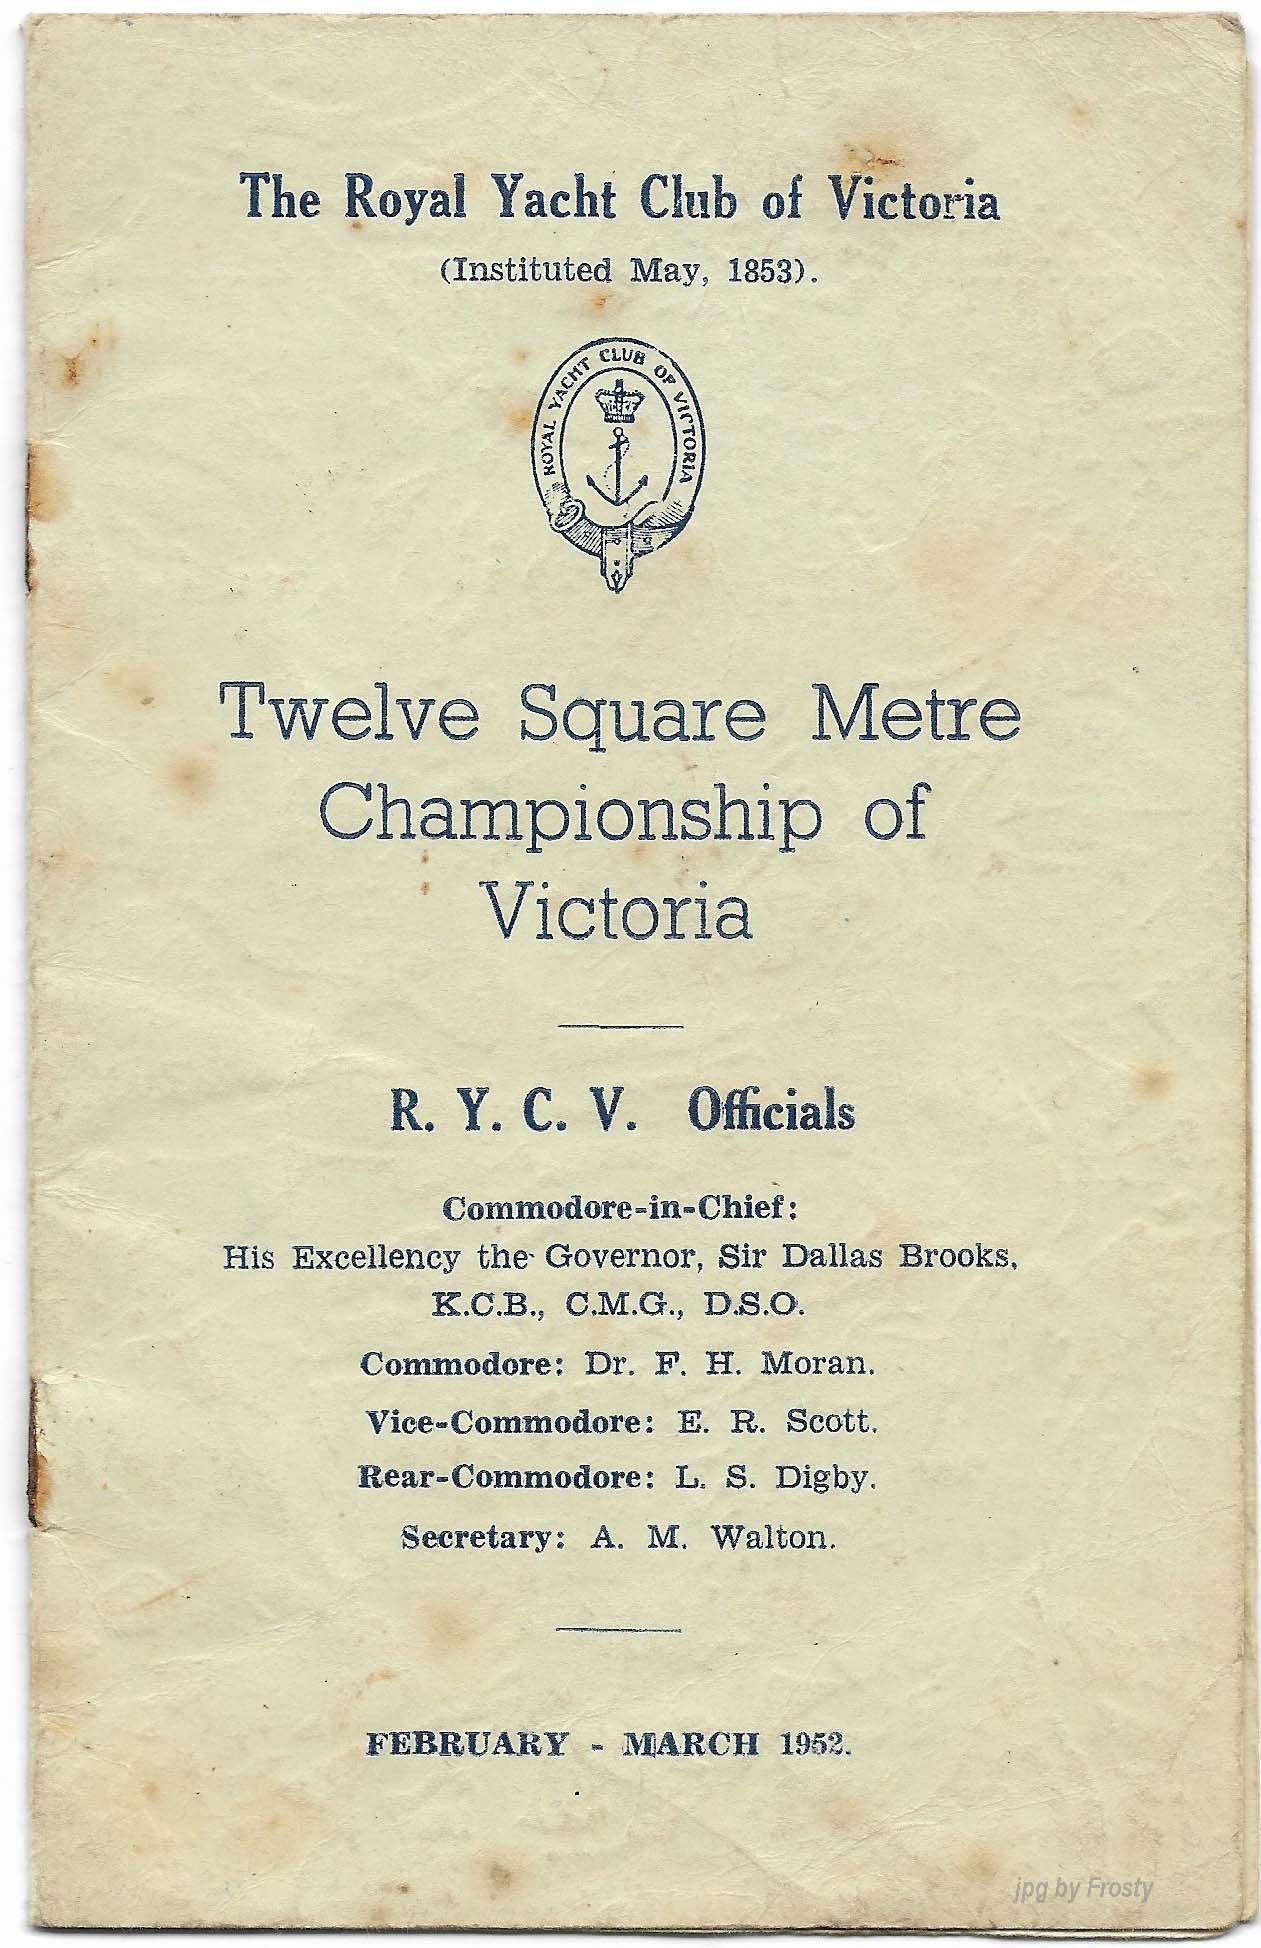 The Royal Yacht Club of Victoria
(Instituted May, 1853).
ROYAL YACHT CLUB OF VICTORIA
Twelve Square Metre
Championship of
Victoria
R. Y. C. V. Officials
Commodore-in-Chief:
His Excellency the Governor, Sir Dallas Brooks,
K.C.B., C.M.G., D.S.O.
Commodore: Dr. F. H. Moran.
Vice-Commodore: E. R. Scott.
Rear-Commodore: L. S. Digby.
Secretary: A. M. Walton.
FEBRUARY - MARCH 1952.
jpg by Frosty